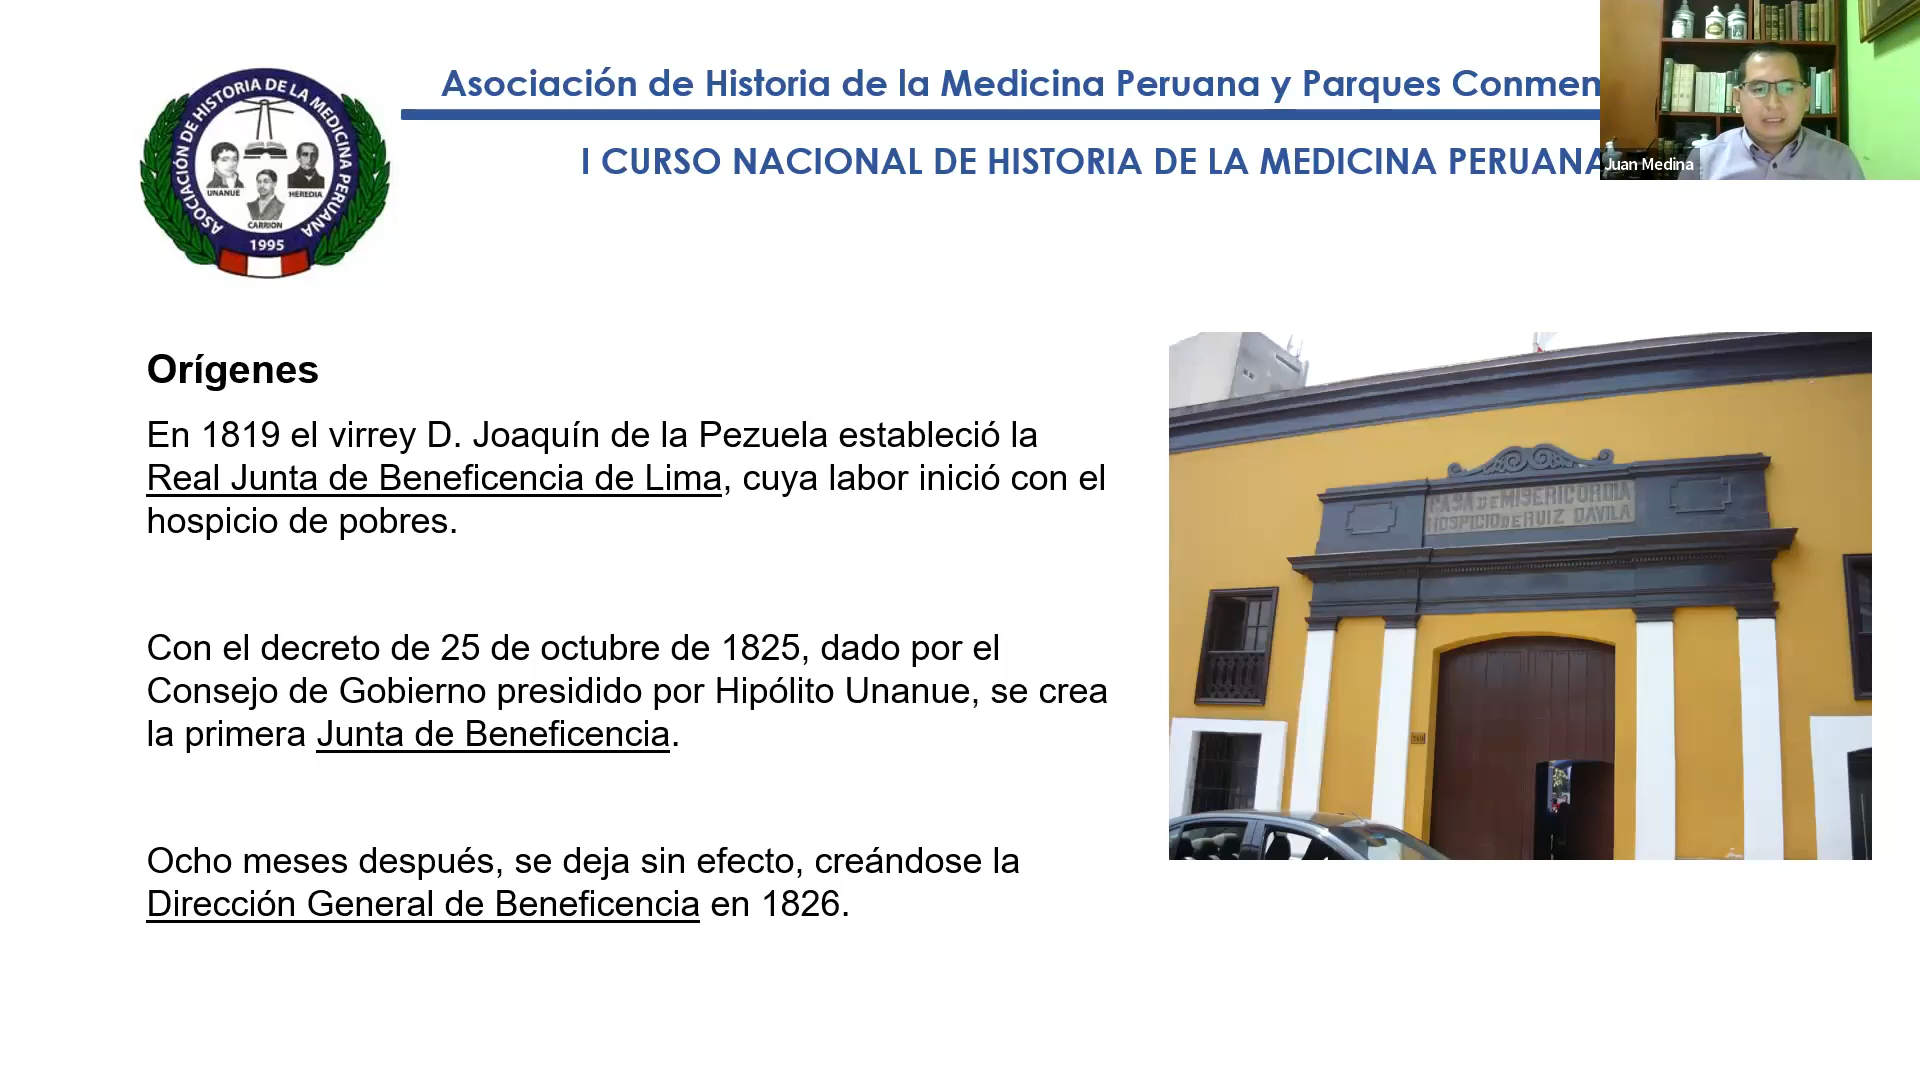 ASOCIACIÓN DE HISTORIA DE LA MEDICINA PERUANA
UNANUE
HEREDIA
CARRION
1995
Asociación de Historia de la Medicina Peruana y Parques Conmen
I CURSO NACIONAL DE HISTORIA DE LA MEDICINA PERUANA
Juan Medina
Orígenes
En 1819 el virrey D. Joaquín de la Pezuela estableció la
Real Junta de Beneficencia de Lima, cuya labor inició con el
hospicio de pobres.
Con el decreto de 25 de octubre de 1825, dado por el
Consejo de Gobierno presidido por Hipólito Unanue, se crea
la primera Junta de Beneficencia.
Ocho meses después, se deja sin efecto, creándose la
Dirección General de Beneficencia en 1826.
CASA DE MISERICORDIA
HOSPICIO DE RUIZ DAVILA